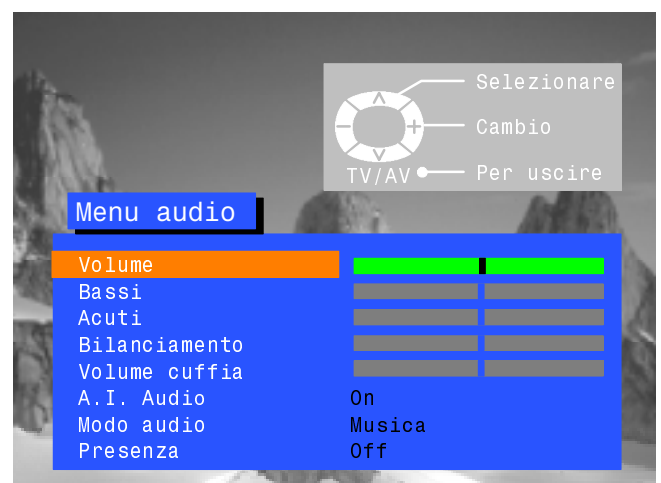 Selezionare
Cambio
TV/AV Per uscire
Menu audio
Volume
Bassi
Acuti
Bilanciamento
Volume cuffia
A.I. Audio On
Modo audio Musica
Presenza Off